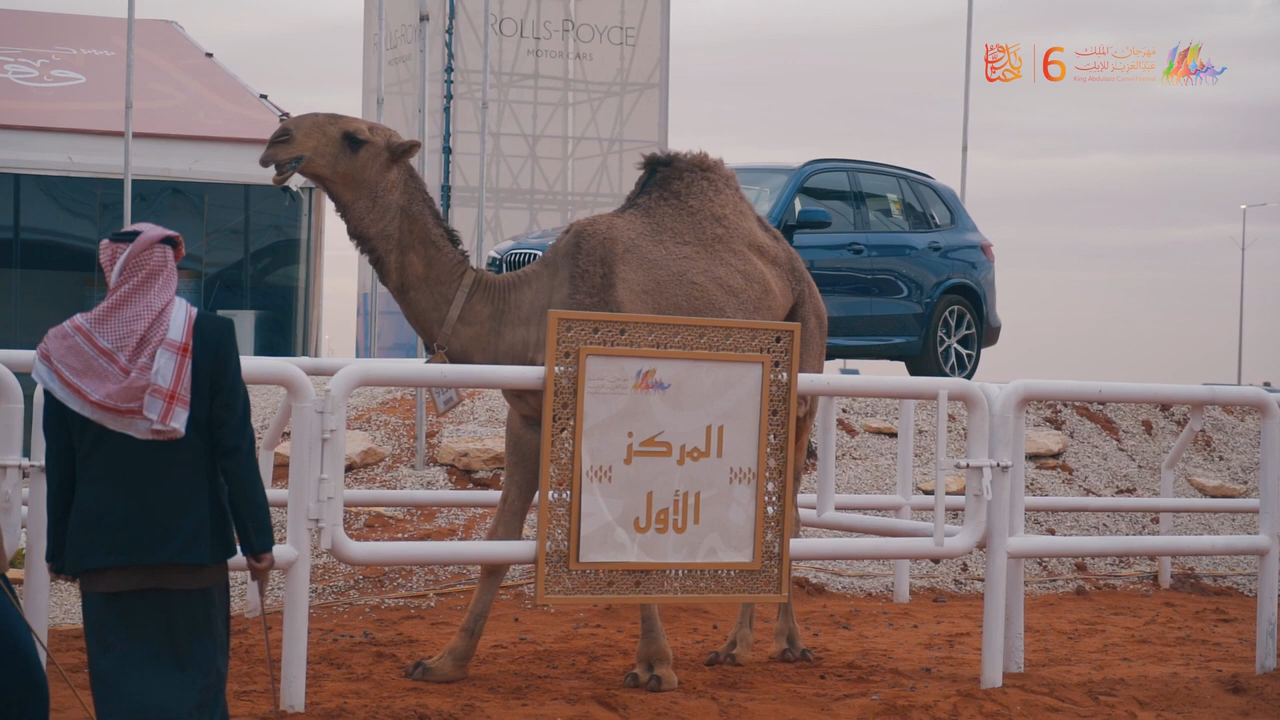 ROLLS-ROYCE
MOTOR CARS
6
مهرجان الملك
عبدالعزيز للإبل
King Abdulaziz Camel Festival
المركز
الأول